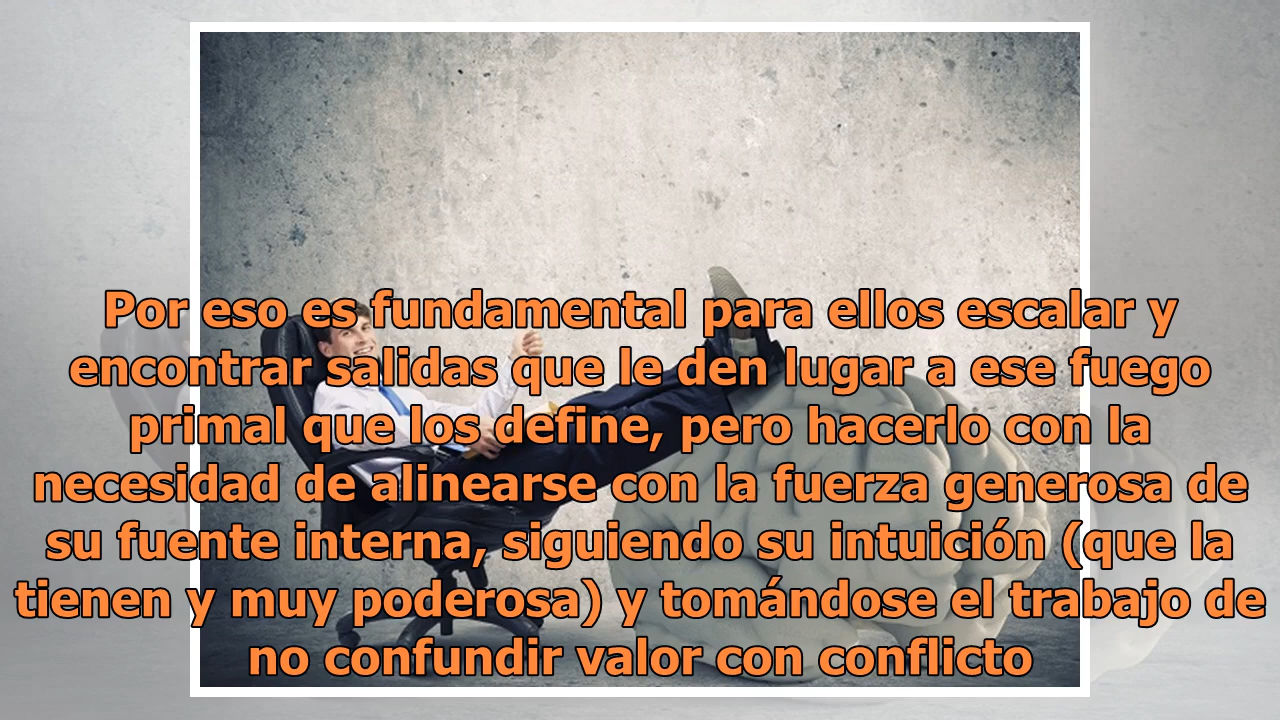 Por eso es fundamental para ellos escalar y
encontrar salidas que le den lugar a ese fuego
primal que los define, pero hacerlo con la
necesidad de alinearse con la fuerza generosa de
su fuente interna, siguiendo su intuición (que la
tienen y muy poderosa) y tomándose el trabajo de
no confundir valor con conflicto